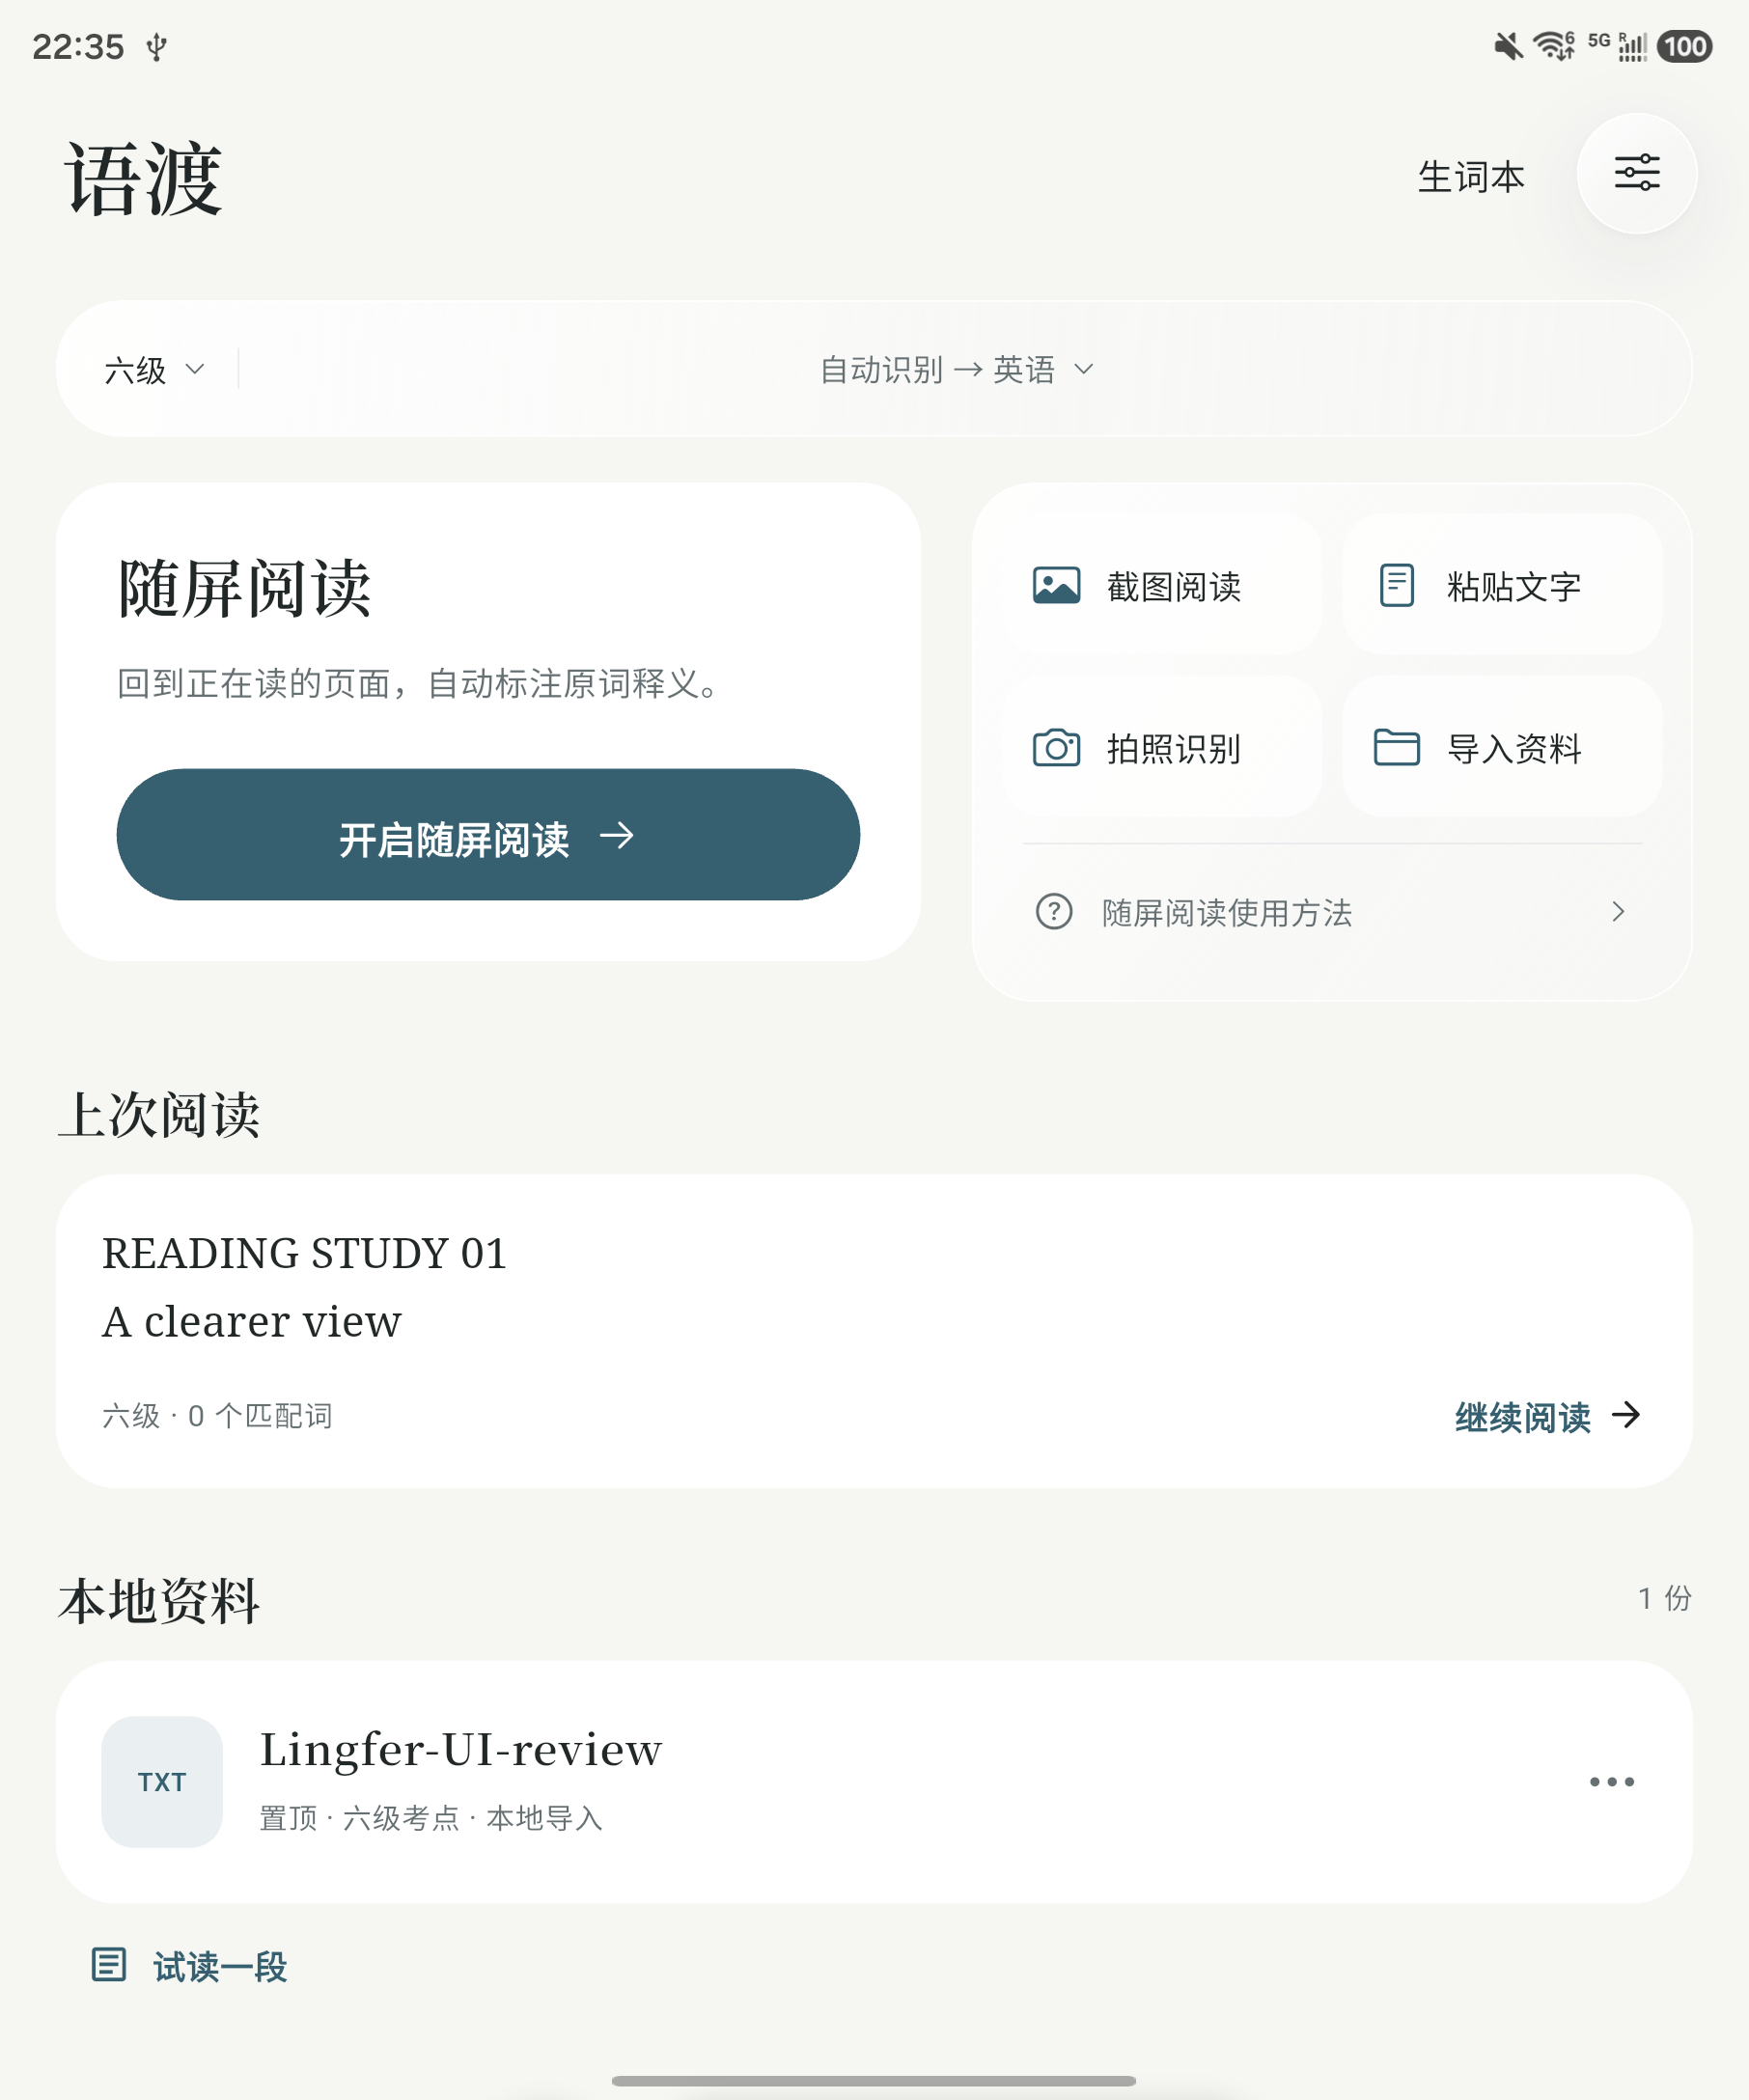 22:35
5G R 6 100
语渡
生词本
六级
自动识别 → 英语
随屏阅读
回到正在读的页面，自动标注原词释义。
开启随屏阅读 →
截图阅读
粘贴文字
拍照识别
导入资料
随屏阅读使用方法
上次阅读
READING STUDY 01
A clearer view
六级 · 0 个匹配词
继续阅读 →
本地资料
1 份
TXT
Lingfer-UI-review
置顶 · 六级考点 · 本地导入
试读一段